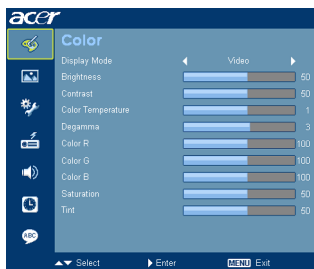 acer
Color
Display Mode Video
Brightness 50
Contrast 50
Color Temperature 1
Degamma 3
Color R 100
Color G 100
Color B 100
Saturation 50
Tint 50
ABC
Select Enter MENU Exit